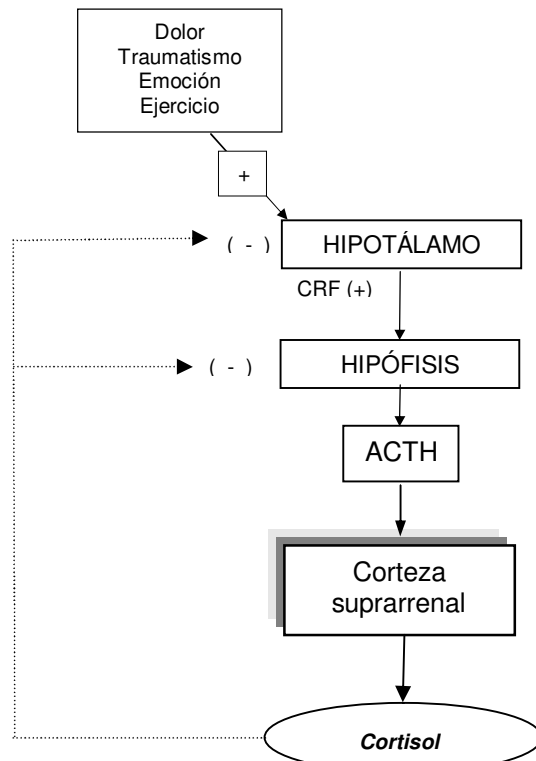 Dolor
Traumatismo
Emoción
Ejercicio
+
( - )
HIPOTÁLAMO
CRF (+)
( - )
HIPÓFISIS
ACTH
Corteza
suprarrenal
Cortisol